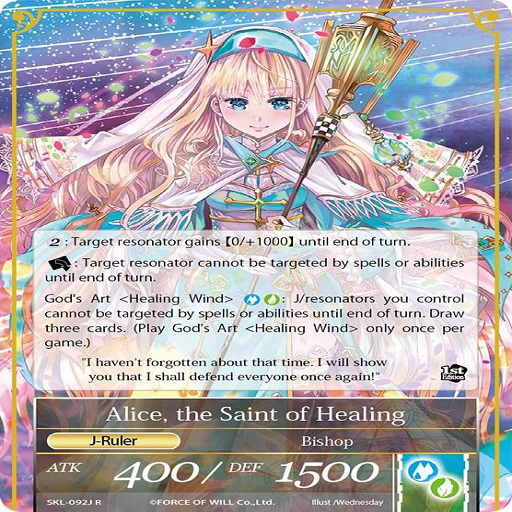 2 : Target resonator gains 【0/+1000】 until end of turn.
: Target resonator cannot be targeted by spells or abilities
until end of turn.
God's Art <Healing Wind> : J/resonators you control
cannot be targeted by spells or abilities until end of turn. Draw
three cards. (Play God's Art <Healing Wind> only once per
game.)
"I haven't forgotten about that time. I will show
you that I shall defend everyone once again!"
1st
Edition
Alice, the Saint of Healing
J-Ruler
Bishop
ATK 400 / DEF 1500
SKL-092J R ©FORCE OF WILL Co.,Ltd. Illust /Wednesday